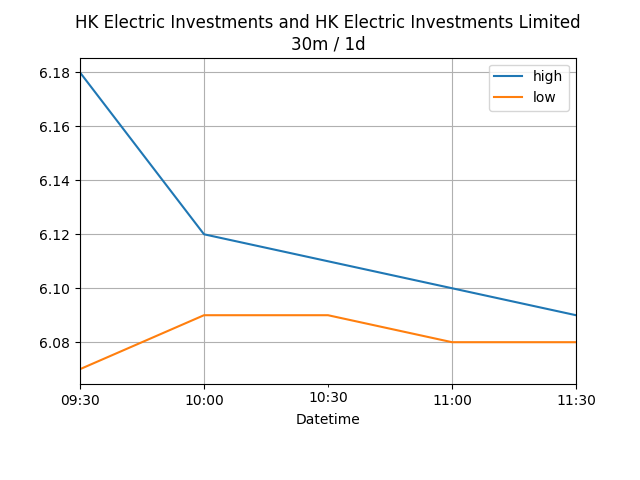 HK Electric Investments and HK Electric Investments Limited
30m / 1d
high
low
6.18
6.16
6.14
6.12
6.10
6.08
09:30 10:00 10:30 11:00 11:30
Datetime